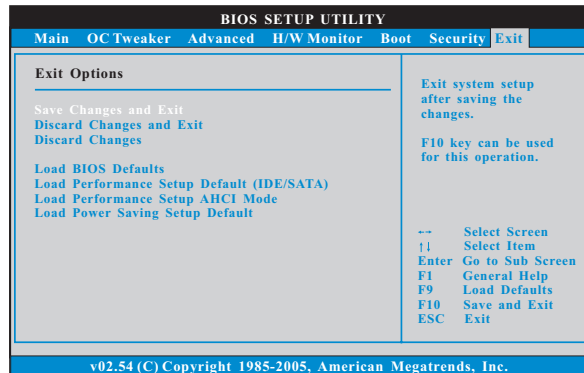 BIOS SETUP UTILITY
Main OC Tweaker Advanced H/W Monitor Boot Security Exit
Exit Options
Save Changes and Exit
Discard Changes and Exit
Discard Changes
Load BIOS Defaults
Load Performance Setup Default (IDE/SATA)
Load Performance Setup AHCI Mode
Load Power Saving Setup Default
Exit system setup
after saving the
changes.
F10 key can be used
for this operation.
←→ Select Screen
↑↓ Select Item
Enter Go to Sub Screen
F1 General Help
F9 Load Defaults
F10 Save and Exit
ESC Exit
v02.54 (C) Copyright 1985-2005, American Megatrends, Inc.